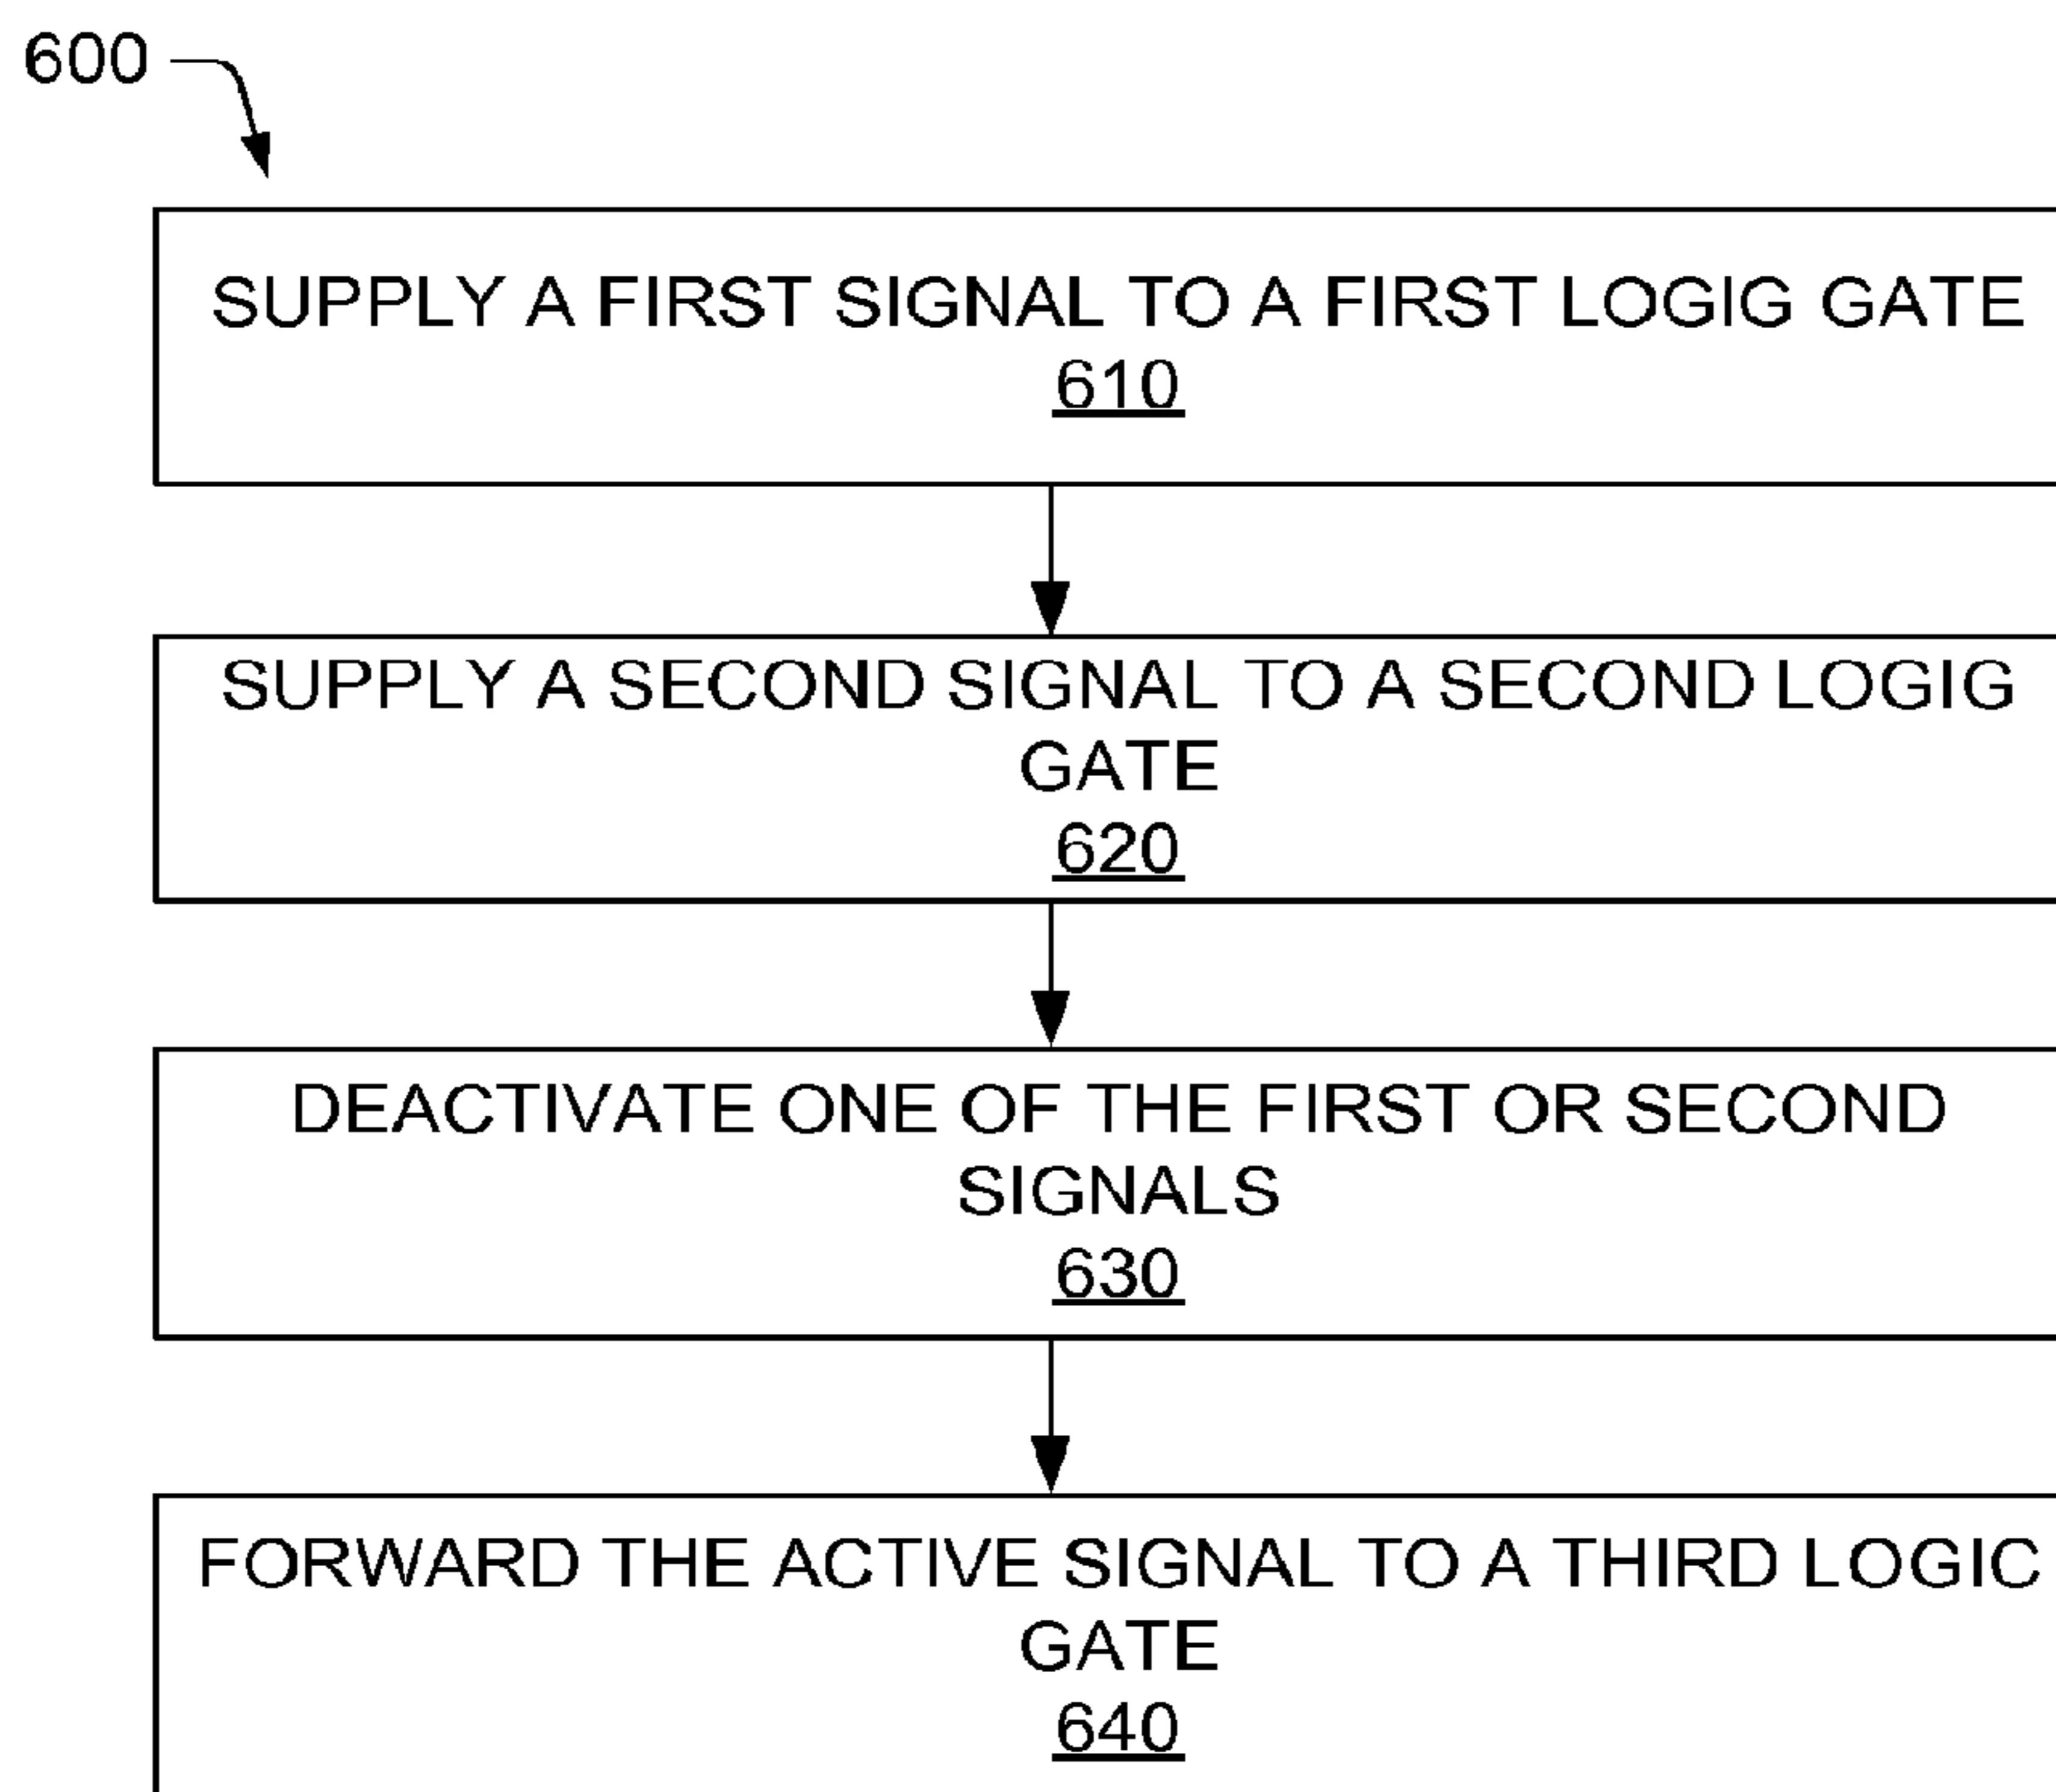 600
SUPPLY A FIRST SIGNAL TO A FIRST LOGIG GATE
610
SUPPLY A SECOND SIGNAL TO A SECOND LOGIG
GATE
620
DEACTIVATE ONE OF THE FIRST OR SECOND
SIGNALS
630
FORWARD THE ACTIVE SIGNAL TO A THIRD LOGIC
GATE
640